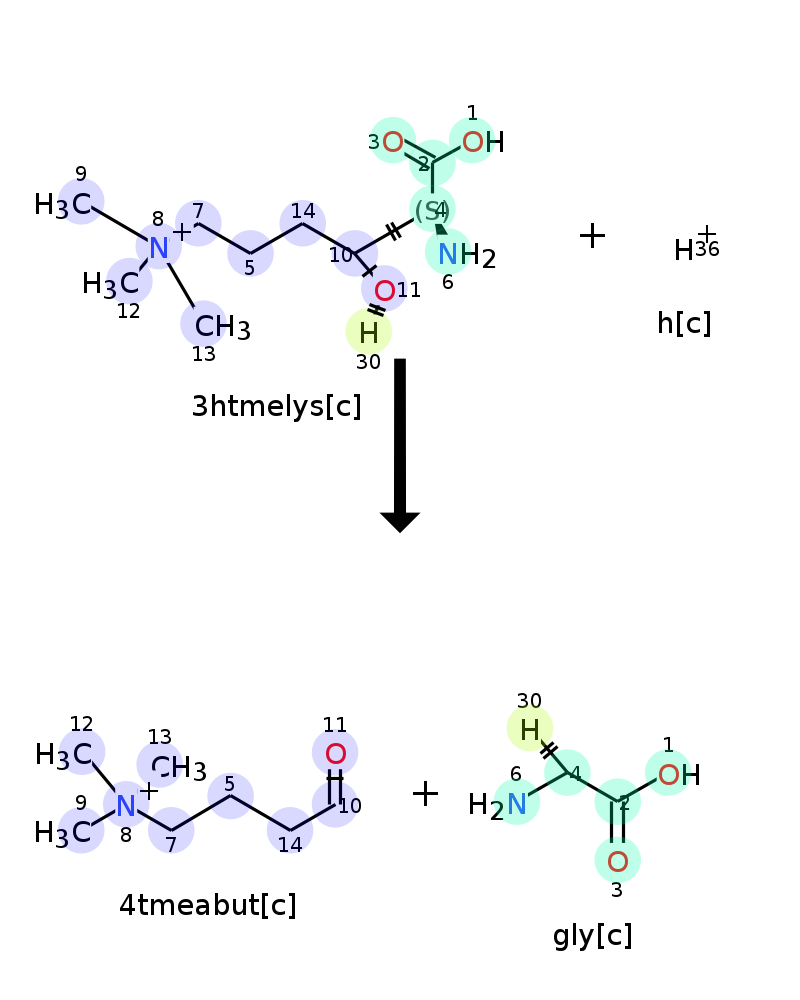 1
3 O OH
2
9
H3C 8 7 14 (S)
4
N +
10 NH2
6
H3C 5 O 11
12
CH3 H
13 30
+
H+
36
h[c]
3htmelys[c]
12 13 11
H3C CH3 O
+ 5
9 N 10
H3C 8 7 14
4tmeabut[c]
+
30
H 1
6 4 OH
H2N 2
O
3
gly[c]